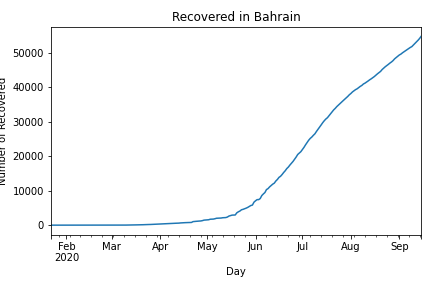 Recovered in Bahrain
Number of Recovered
50000
40000
30000
20000
10000
0
Feb Mar Apr May Jun Jul Aug Sep
2020
Day